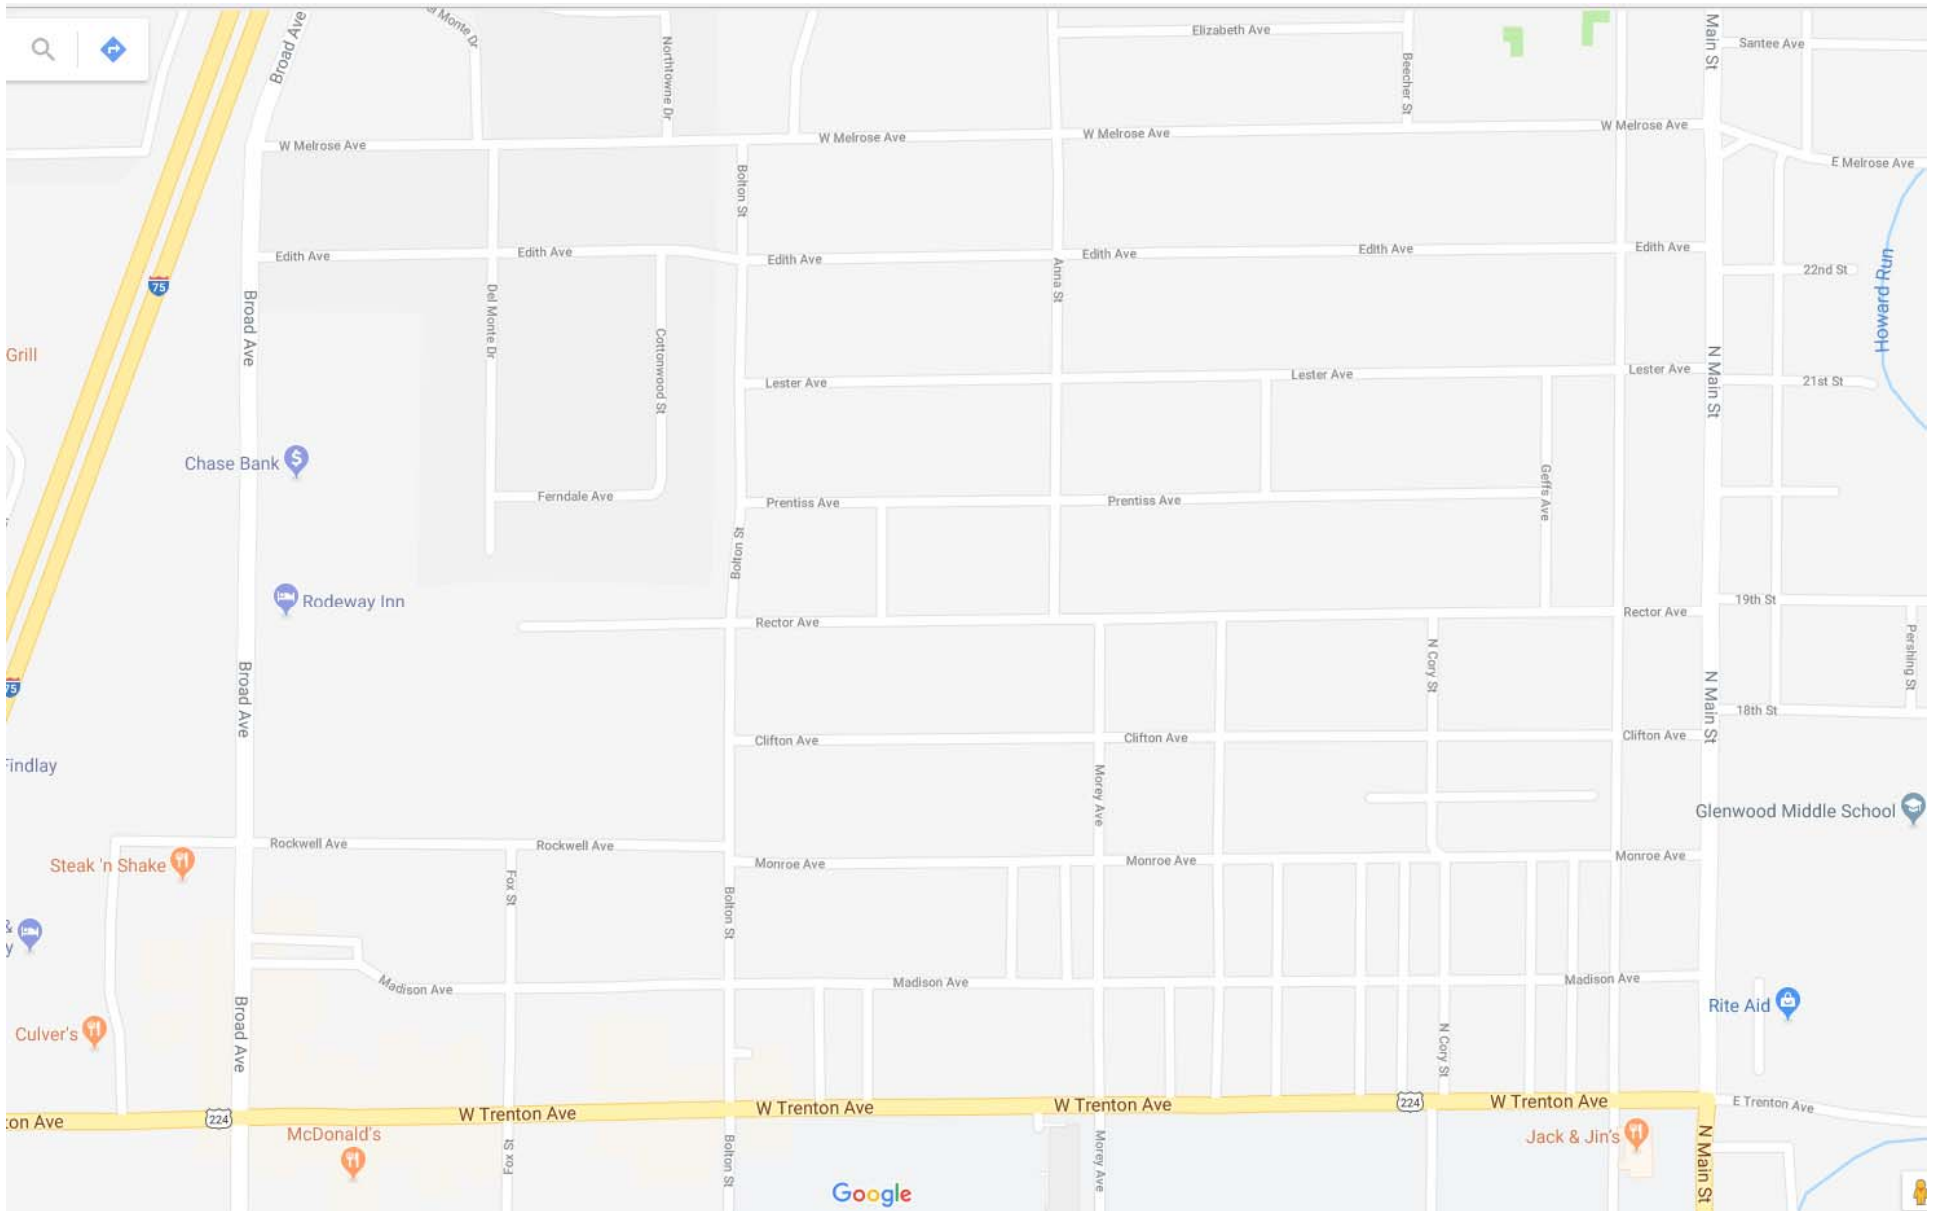 el Monte Dr
Broad Ave
Northtowne Dr
Elizabeth Ave
Beecher St
Main St
Santee Ave
W Melrose Ave
W Melrose Ave
W Melrose Ave
W Melrose Ave
E Melrose Ave
Bolton St
Edith Ave
Edith Ave
Edith Ave
Edith Ave
Edith Ave
Edith Ave
22nd St
Howard Run
75
Broad Ave
Del Monte Dr
Anna St
Grill
Cottonwood St
Lester Ave
Lester Ave
Lester Ave
N Main St
21st St
Chase Bank
Ferndale Ave
Prentiss Ave
Prentiss Ave
Geffs Ave
Bolton St
Rodeway Inn
Rector Ave
Rector Ave
19th St
Pershing St
N Cory St
75
Broad Ave
N Main St
18th St
Clifton Ave
Clifton Ave
Clifton Ave
Findlay
Morey Ave
Glenwood Middle School
Rockwell Ave
Rockwell Ave
Steak 'n Shake
Monroe Ave
Monroe Ave
Monroe Ave
Fox St
Bolton St
&
y
Madison Ave
Madison Ave
Madison Ave
Rite Aid
Culver's
Broad Ave
N Cory St
ton Ave
224
W Trenton Ave
W Trenton Ave
W Trenton Ave
224
W Trenton Ave
E Trenton Ave
McDonald's
Jack & Jin's
Fox St
Bolton St
Morey Ave
N Main St
Google